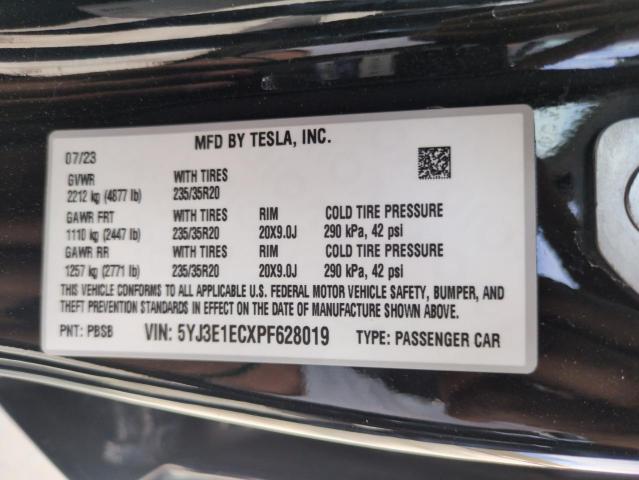 MFD BY TESLA, INC.
07/23
GVWR WITH TIRES
2212 kg (4877 lb) 235/35R20
GAWR FRT WITH TIRES RIM COLD TIRE PRESSURE
1110 kg (2447 lb) 235/35R20 20X9.0J 290 kPa, 42 psi
GAWR RR WITH TIRES RIM COLD TIRE PRESSURE
1257 kg (2771 lb) 235/35R20 20X9.0J 290 kPa, 42 psi
THIS VEHICLE CONFORMS TO ALL APPLICABLE U.S. FEDERAL MOTOR VEHICLE SAFETY, BUMPER, AND
THEFT PREVENTION STANDARDS IN EFFECT ON THE DATE OF MANUFACTURE SHOWN ABOVE.
PNT: PBSB VIN: 5YJ3E1ECXPF628019 TYPE: PASSENGER CAR